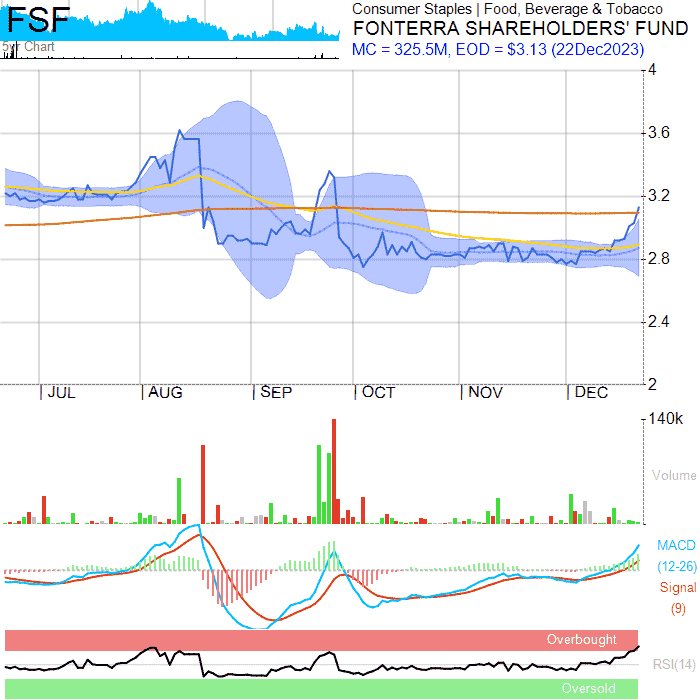 FSF
5yr Chart
Consumer Staples | Food, Beverage & Tobacco
FONTERRA SHAREHOLDERS' FUND
MC = 325.5M, EOD = $3.13 (22Dec2023)
4
3.6
3.2
2.8
2.4
2
JUL AUG SEP OCT NOV DEC
140k
Volume
MACD
(12-26)
Signal
(9)
Overbought
RSI(14)
Oversold